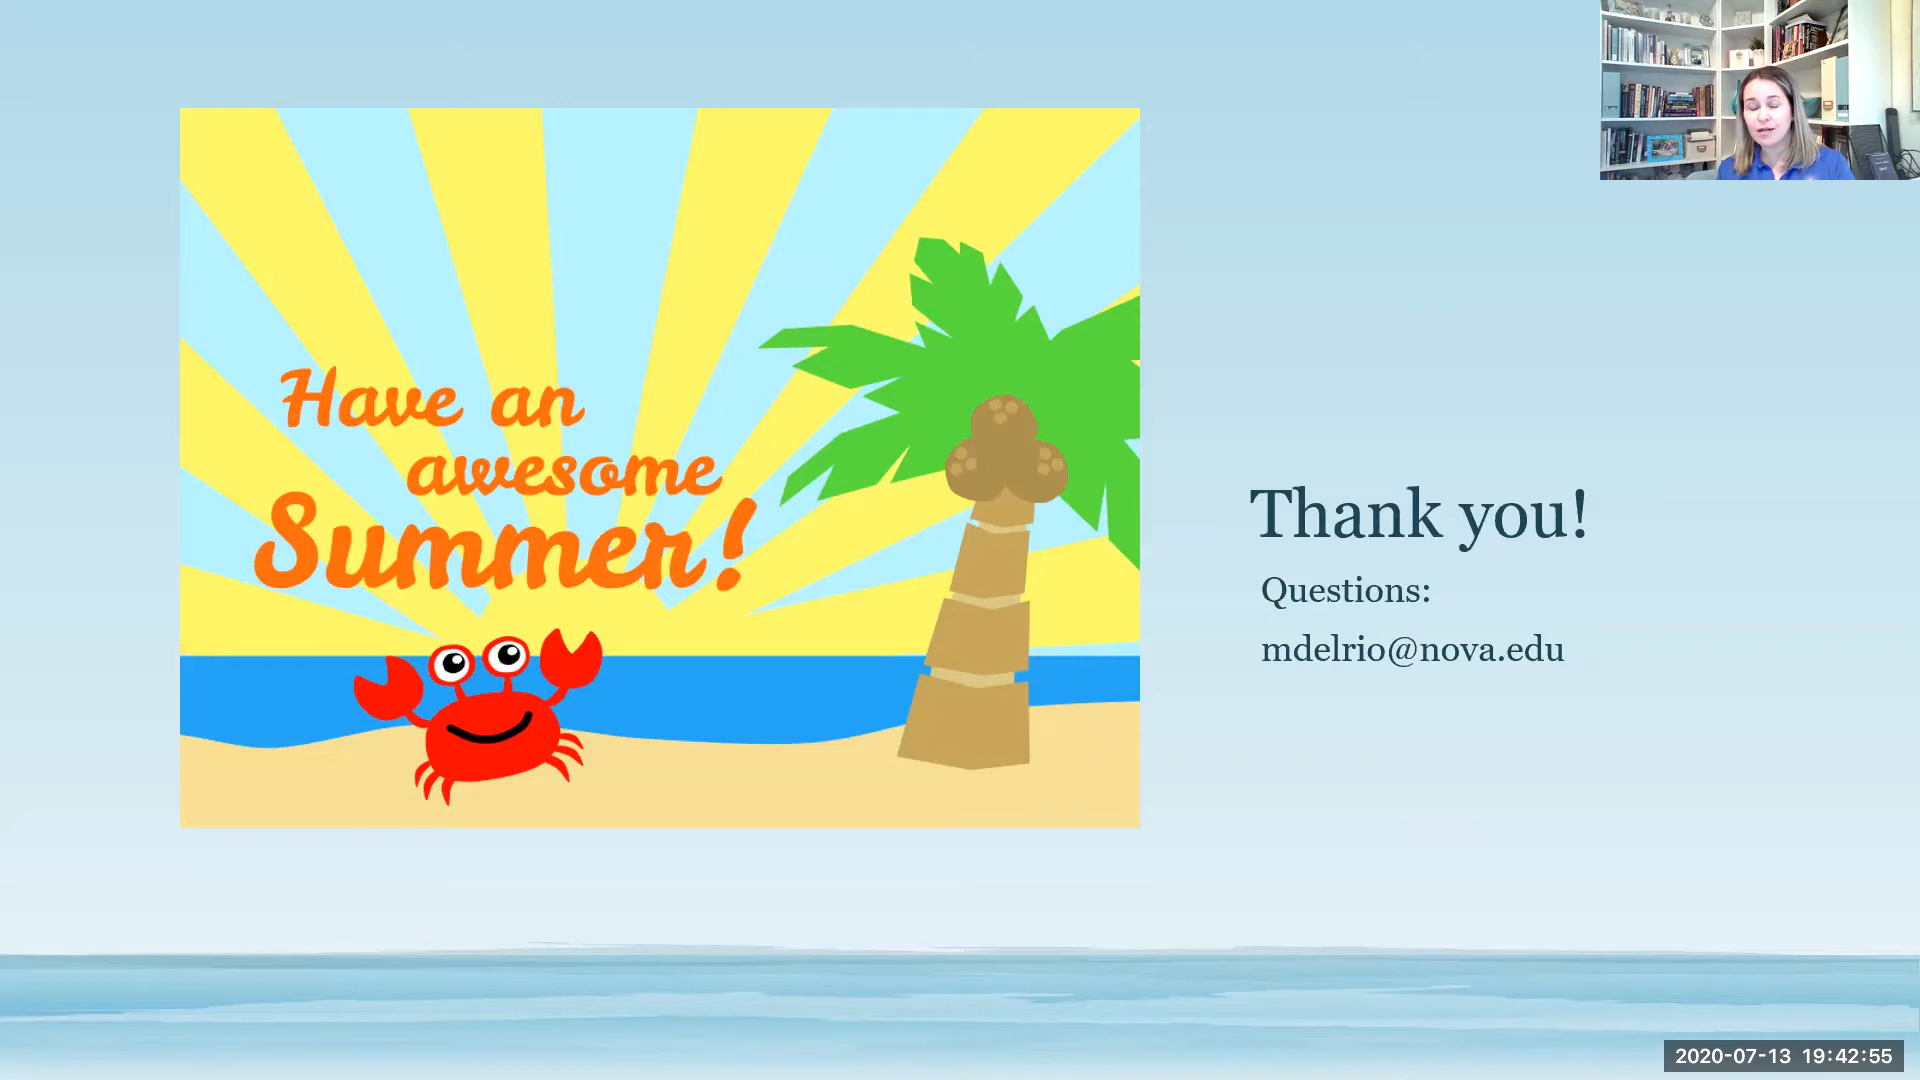 Have an
awesome
Summer!
Thank you!
Questions:
mdelrio@nova.edu
2020-07-13 19:42:55